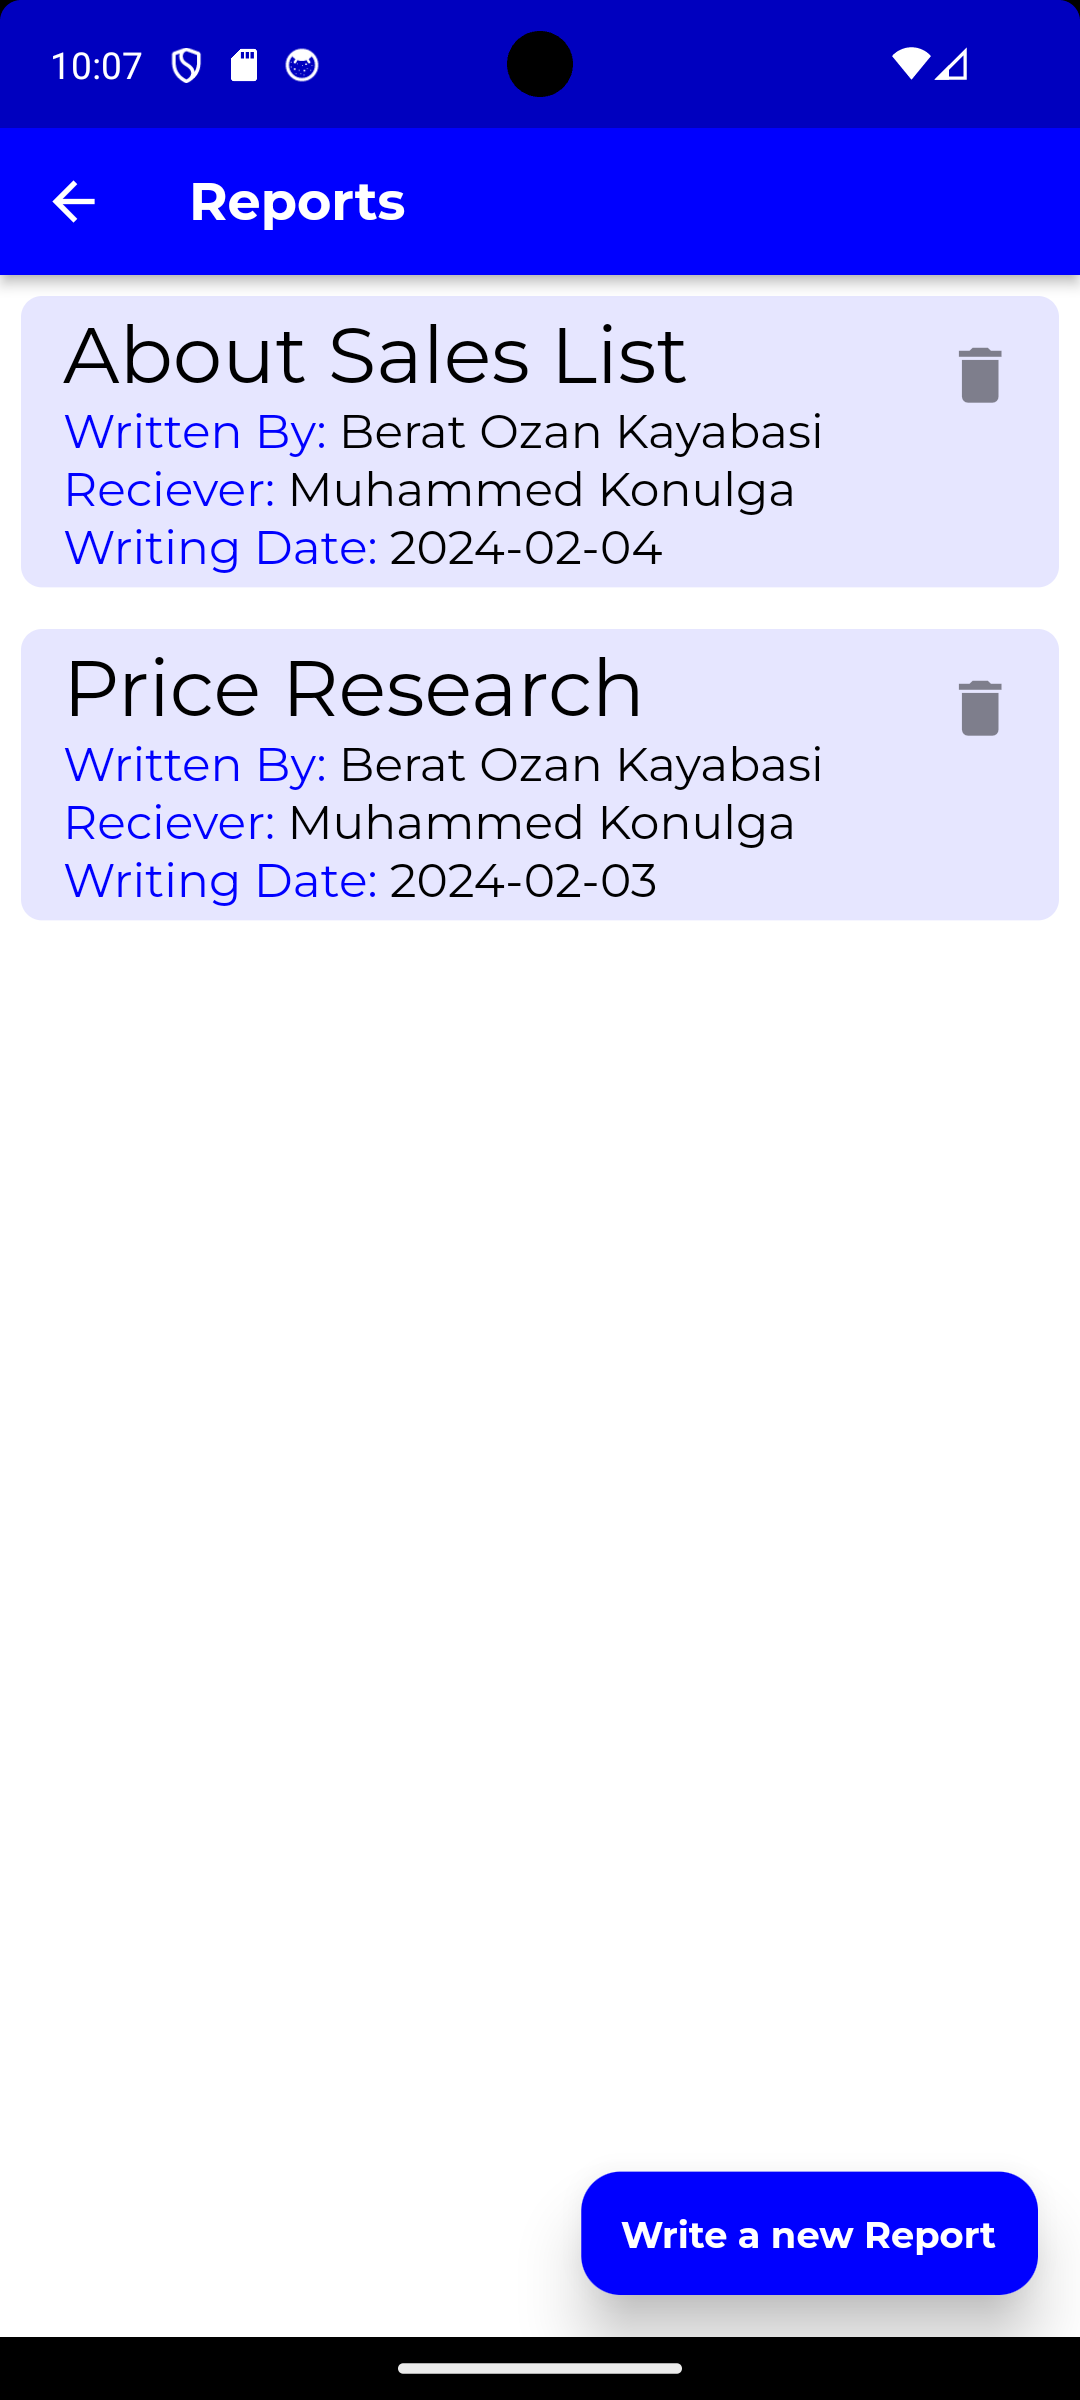 10:07
Reports
About Sales List
Written By: Berat Ozan Kayabasi
Reciever: Muhammed Konulga
Writing Date: 2024-02-04
Price Research
Written By: Berat Ozan Kayabasi
Reciever: Muhammed Konulga
Writing Date: 2024-02-03
Write a new Report